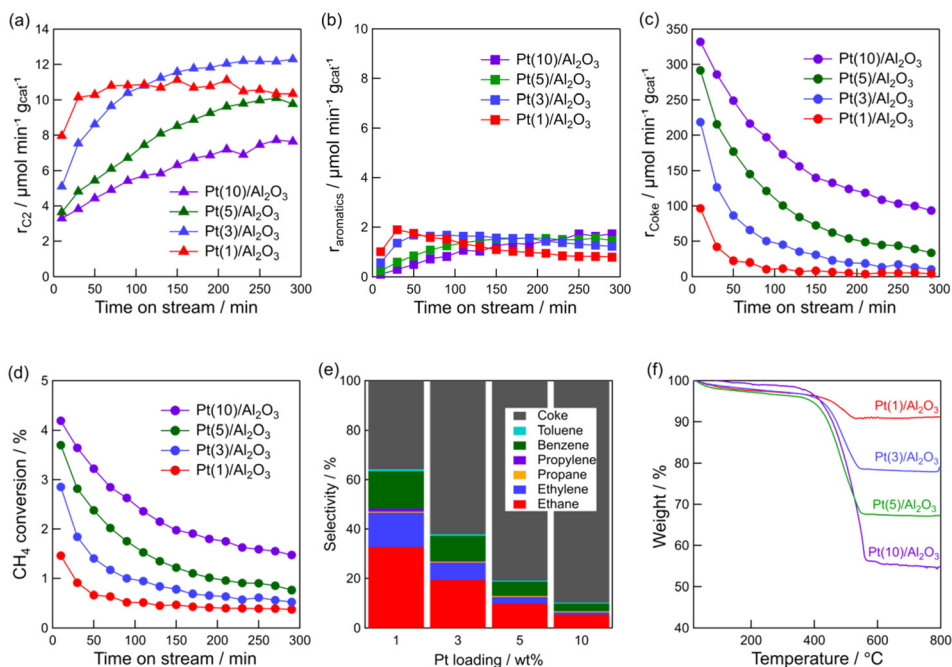 (a)
14
12
10
8
6
4
2
0
r_C2 / μmol min⁻¹ gcat⁻¹
Pt(10)/Al₂O₃
Pt(5)/Al₂O₃
Pt(3)/Al₂O₃
Pt(1)/Al₂O₃
0 50 100 150 200 250 300
Time on stream / min
(b)
10
8
6
4
2
0
r_aromatics / μmol min⁻¹ gcat⁻¹
Pt(10)/Al₂O₃
Pt(5)/Al₂O₃
Pt(3)/Al₂O₃
Pt(1)/Al₂O₃
0 50 100 150 200 250 300
Time on stream / min
(c)
350
300
250
200
150
100
50
0
r_Coke / μmol min⁻¹ gcat⁻¹
Pt(10)/Al₂O₃
Pt(5)/Al₂O₃
Pt(3)/Al₂O₃
Pt(1)/Al₂O₃
0 50 100 150 200 250 300
Time on stream / min
(d)
5
4
3
2
1
0
CH₄ conversion / %
Pt(10)/Al₂O₃
Pt(5)/Al₂O₃
Pt(3)/Al₂O₃
Pt(1)/Al₂O₃
0 50 100 150 200 250 300
Time on stream / min
(e)
100
80
60
40
20
0
Selectivity / %
Coke
Toluene
Benzene
Propylene
Propane
Ethylene
Ethane
1 3 5 10
Pt loading / wt%
(f)
100
90
80
70
60
50
40
Weight / %
Pt(1)/Al₂O₃
Pt(3)/Al₂O₃
Pt(5)/Al₂O₃
Pt(10)/Al₂O₃
200 400 600 800
Temperature / °C